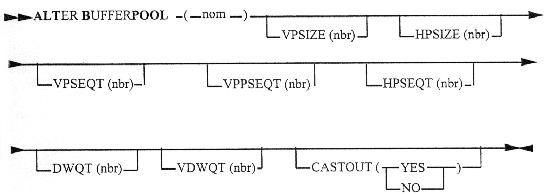 ALTER BUFFERPOOL ( nom )
VPSIZE (nbr) HPSIZE (nbr)
VPSEQT (nbr) VPPSEQT (nbr) HPSEQT (nbr)
DWQT (nbr) VDWQT (nbr) CASTOUT ( YES )
NO